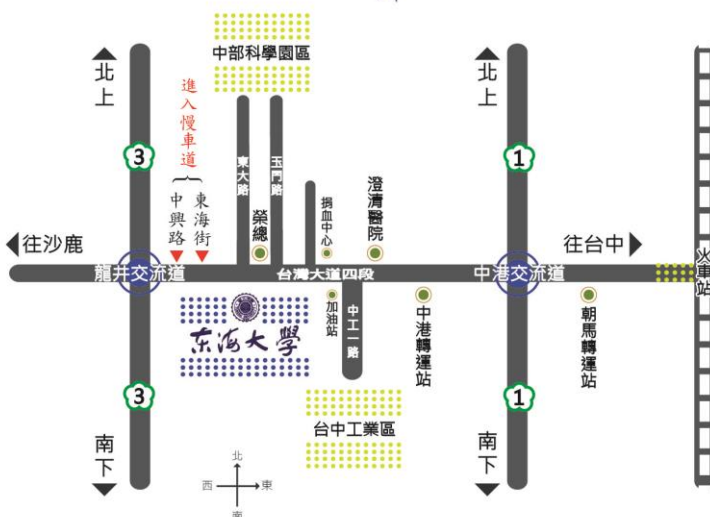 中部科學園區
北上
北上
進入慢車道
3
1
東大路
玉門路
中興路
東海街
榮總
捐血中心
澄清醫院
往沙鹿
往台中
火車站
龍井交流道
台灣大道四段
中港交流道
東海大學
加油站
中工一路
中港轉運站
朝馬轉運站
3
1
台中工業區
南下
南下
北
西
東
南